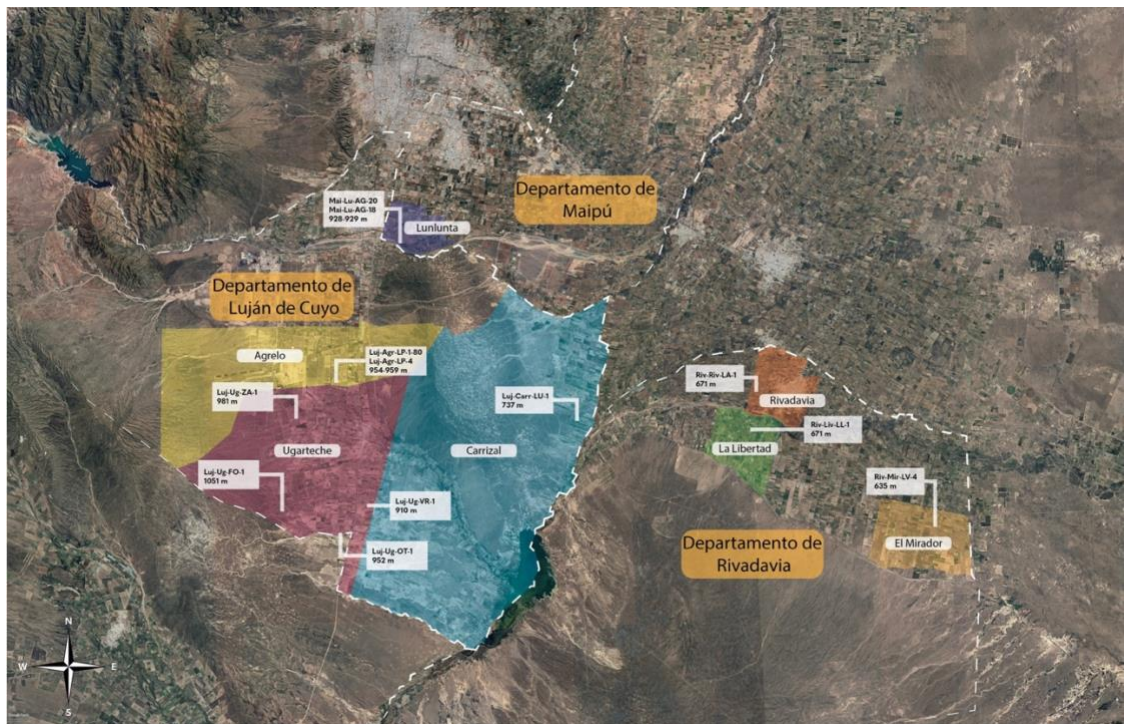 Departamento de
Maipú
Mai-Lu-AG-20
Mai-Lu-AG-18
928-929 m
Lunlunta
Departamento de
Luján de Cuyo
Agrelo
Luj-Agr-LP-1-80
Luj-Agr-LP-4
954-959 m
Luj-Ug-ZA-1
981 m
Luj-Carr-LU-1
737 m
Riv-Riv-LA-1
671 m
Rivadavia
Riv-Liv-LL-1
671 m
La Libertad
Ugarteche
Carrizal
Luj-Ug-FO-1
1051 m
Luj-Ug-VR-1
910 m
Riv-Mir-LV-4
635 m
El Mirador
Luj-Ug-OT-1
952 m
Departamento de
Rivadavia
N
W
E
S